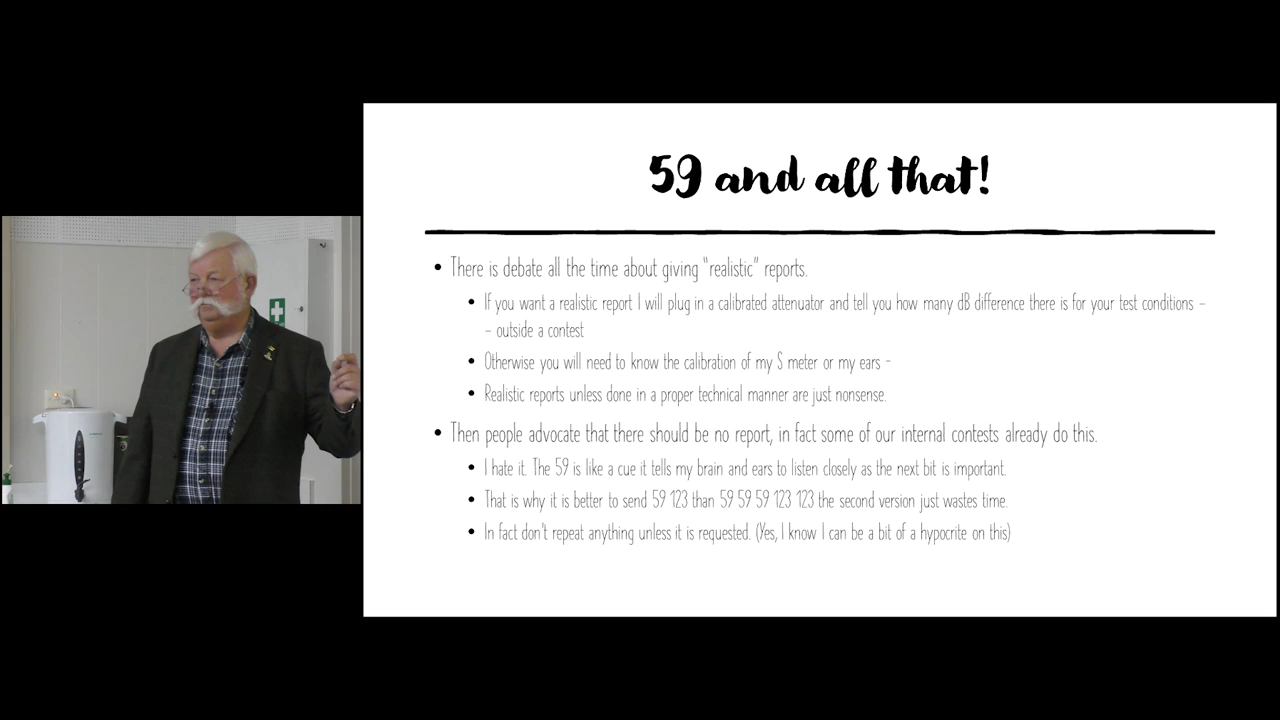 59 and all that!
• There is debate all the time about giving "realistic" reports.
• If you want a realistic report I will plug in a calibrated attenuator and tell you how many dB difference there is for your test conditions –
– outside a contest
• Otherwise you will need to know the calibration of my S meter or my ears -
• Realistic reports unless done in a proper technical manner are just nonsense.
• Then people advocate that there should be no report, in fact some of our internal contests already do this.
• I hate it. The 59 is like a cue it tells my brain and ears to listen closely as the next bit is important.
• That is why it is better to send 59 123 than 59 59 59 123 123 the second version just wastes time.
• In fact don't repeat anything unless it is requested. (Yes, I know I can be a bit of a hypocrite on this)